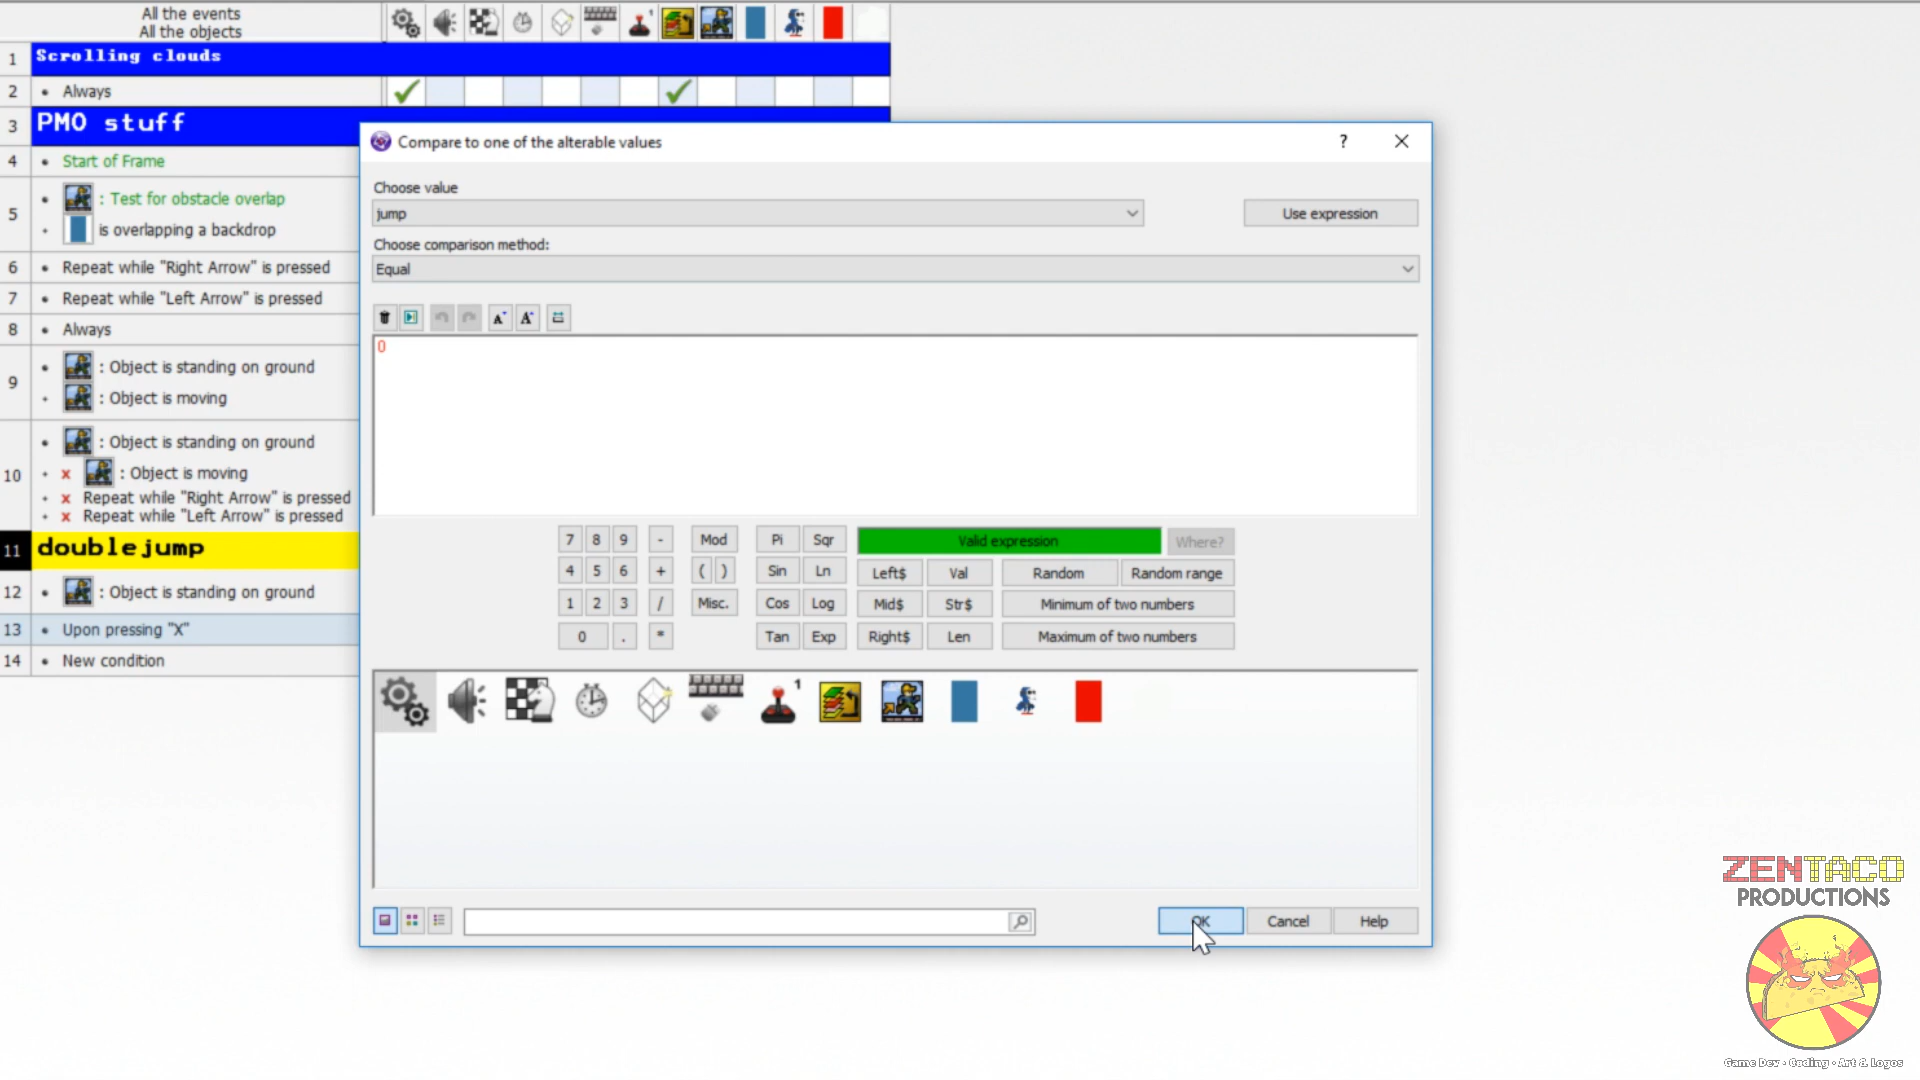 All the events
All the objects
1 Scrolling clouds
2 • Always
3 PMO stuff
4 • Start of Frame
5 • : Test for obstacle overlap
is overlapping a backdrop
6 • Repeat while "Right Arrow" is pressed
7 • Repeat while "Left Arrow" is pressed
8 • Always
9 • : Object is standing on ground
: Object is moving
10 • : Object is standing on ground
X : Object is moving
X Repeat while "Right Arrow" is pressed
X Repeat while "Left Arrow" is pressed
11 double jump
12 • : Object is standing on ground
13 • Upon pressing "X"
14 • New condition
Compare to one of the alterable values
?
Choose value
jump
Use expression
Choose comparison method:
Equal
A A
0
7 8 9 - Mod Pi Sqr Valid expression Where?
4 5 6 + ( ) Sin Ln Left$ Val Random Random range
1 2 3 / Misc. Cos Log Mid$ Str$ Minimum of two numbers
0 . * Tan Exp Right$ Len Maximum of two numbers
1
OK Cancel Help
ZENTACO
PRODUCTIONS
Game Dev • Coding • Art & Logos